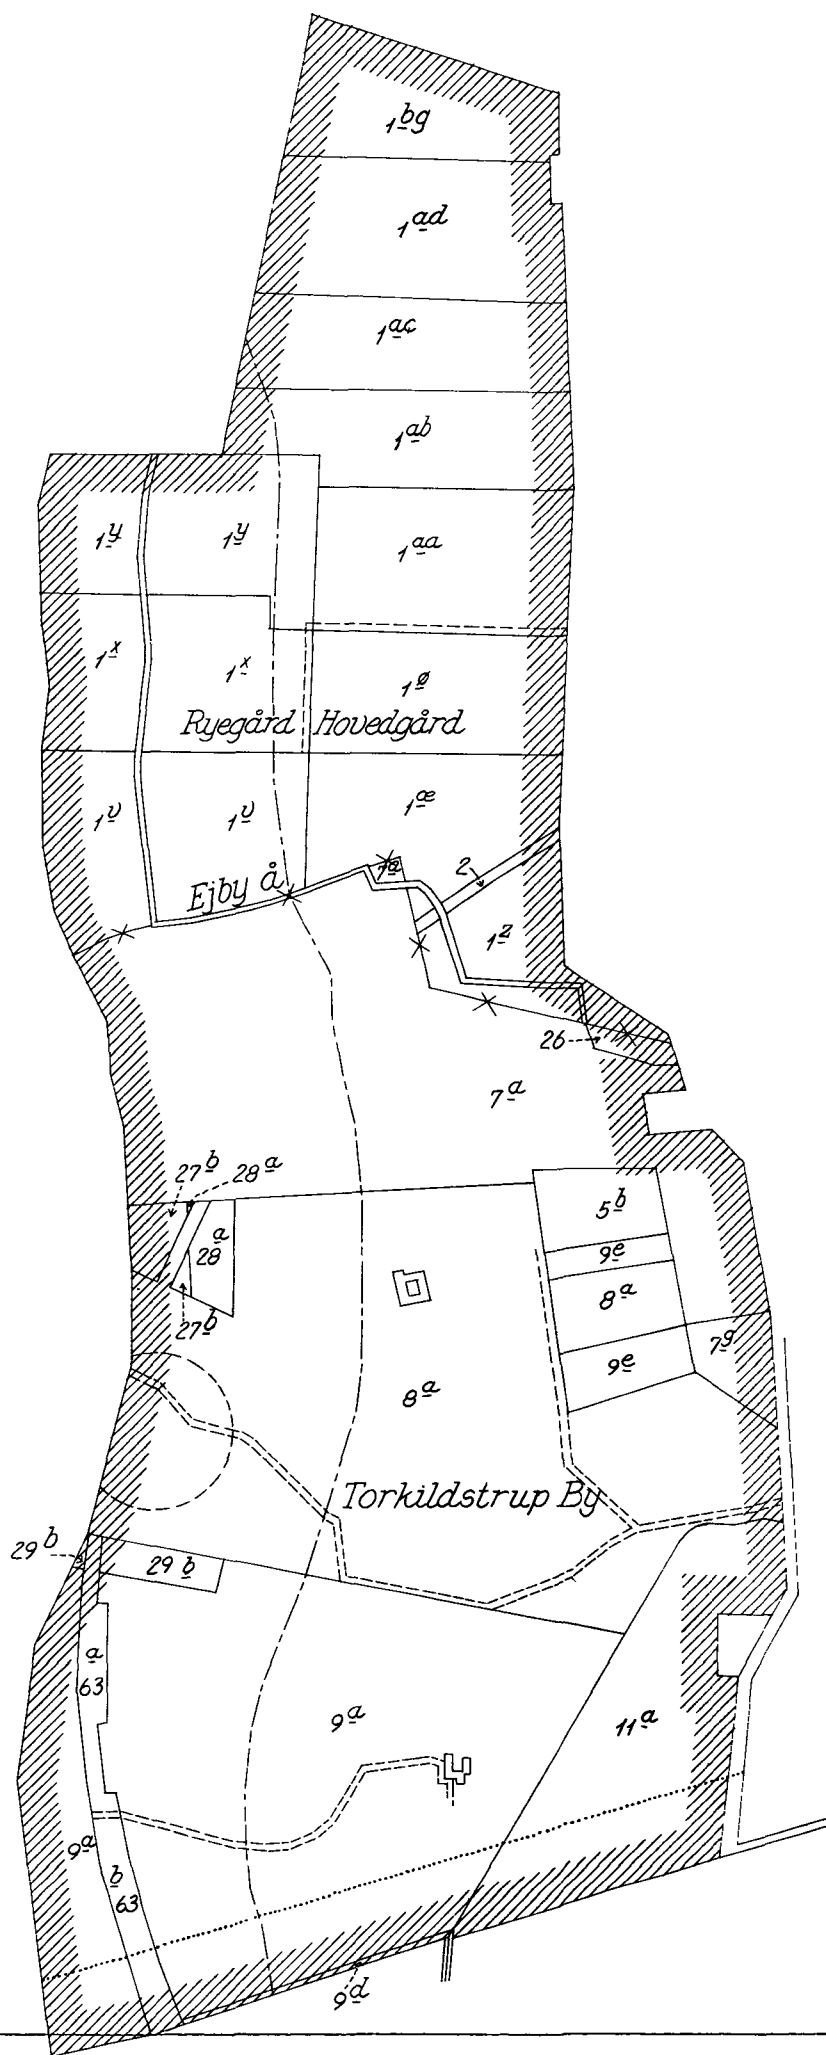 1bg
1ad
1ac
1ab
1y 1y 1aa
1x 1x 1ø
Ryegård Hovedgård
1v 1v 1æ
7a 2
Ejby å
1z
26
7a
27b 28a
5b
a
28
9e
8a
27b
9e 7g
8a
Torkildstrup By
29b 29b
a
63
9a 11a
9a
b
63
9d